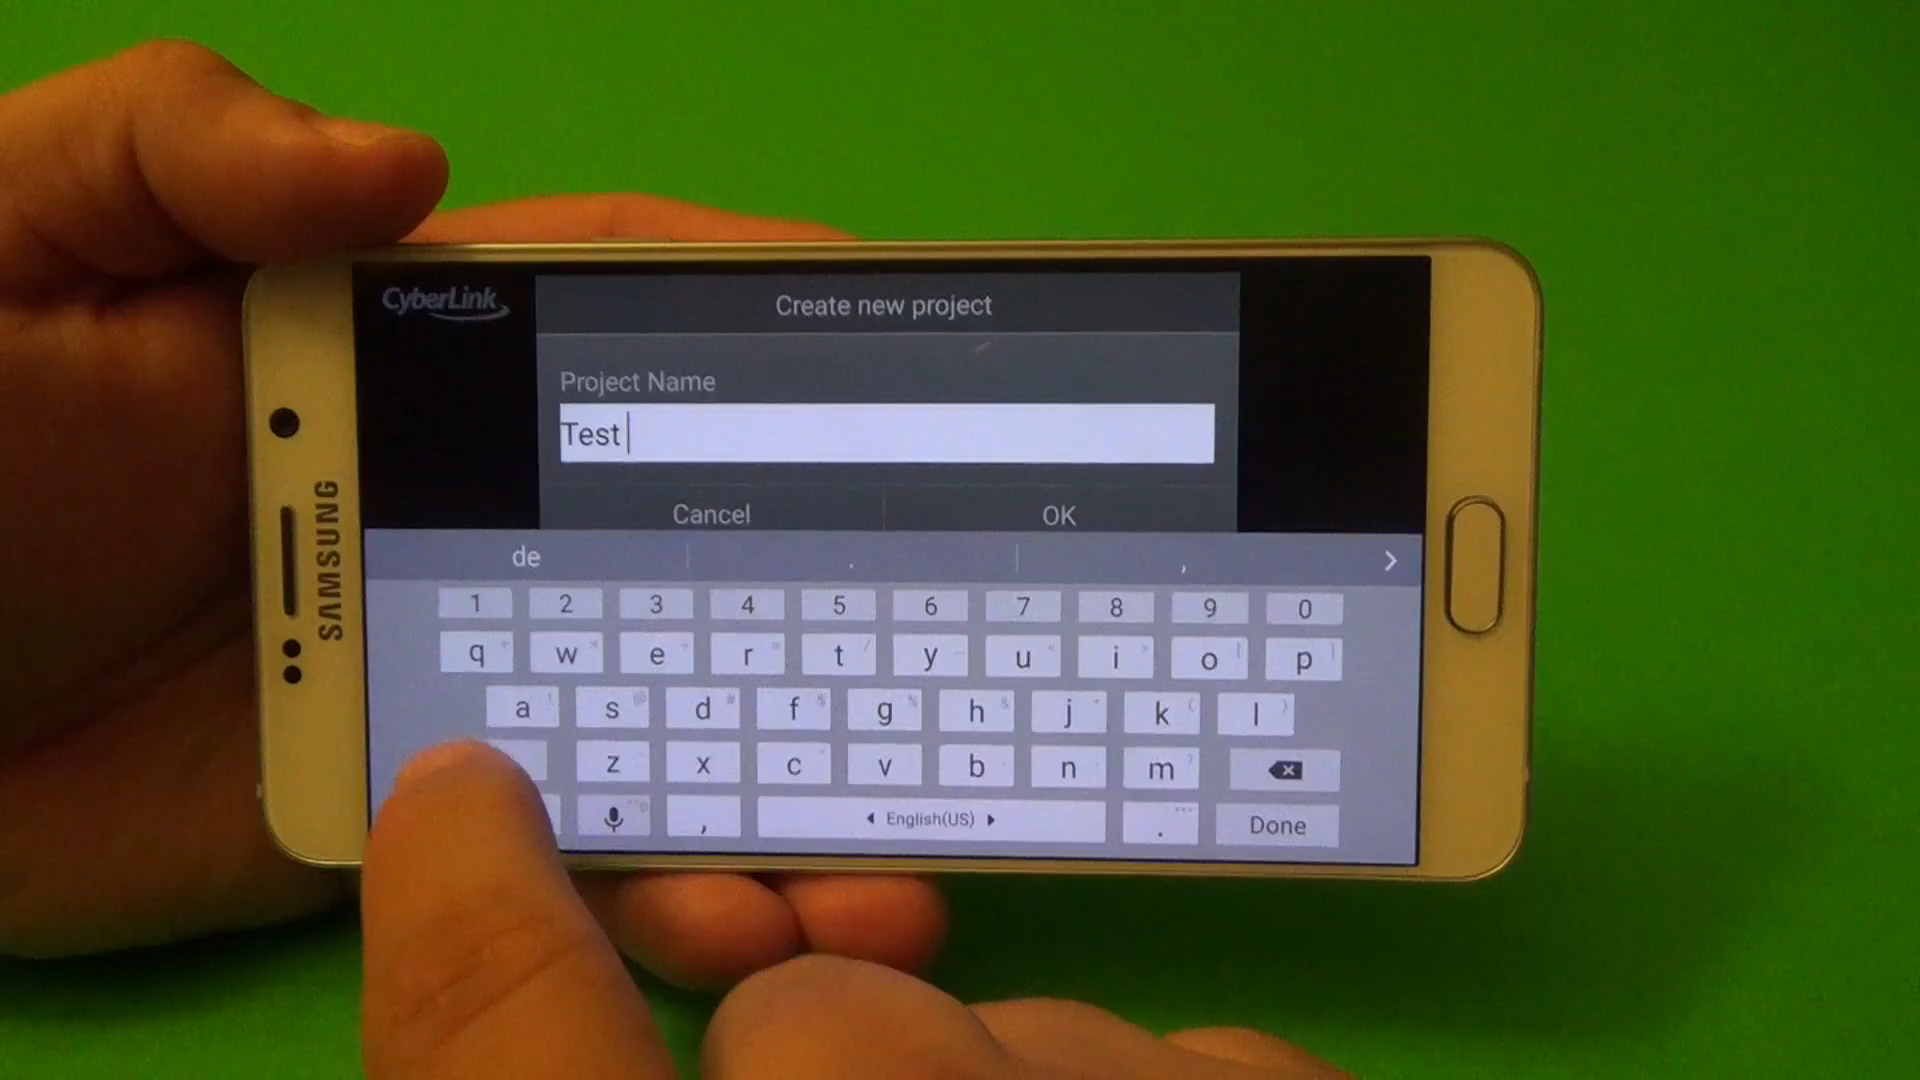 CyberLink
Create new project
Project Name
Test
Cancel OK
de . , >
1 2 3 4 5 6 7 8 9 0
q w e r t y u i o p
a s d f g h j k l
z x c v b n m
, English(US) . Done
SAMSUNG